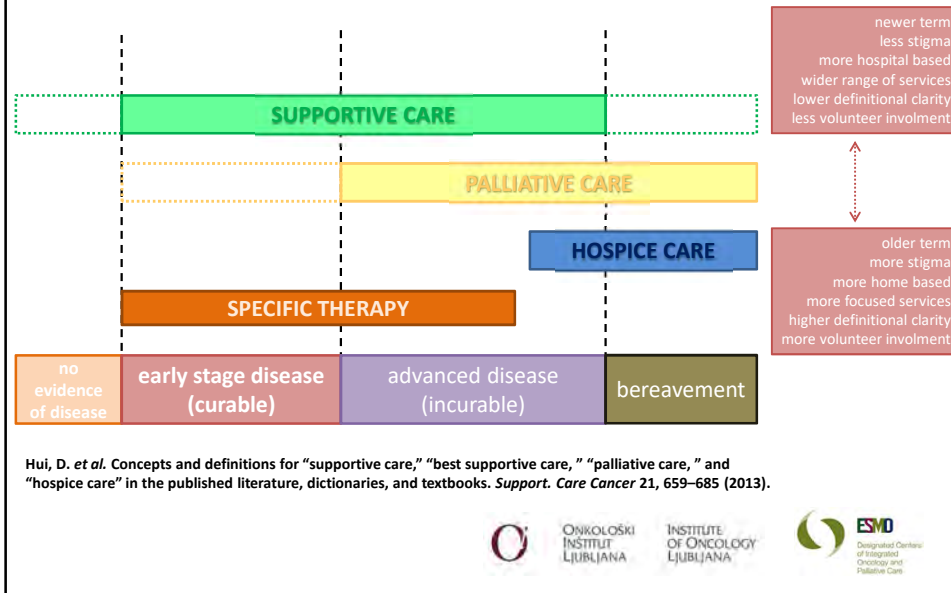 newer term
less stigma
more hospital based
wider range of services
lower definitional clarity
less volunteer involment
SUPPORTIVE CARE
PALLIATIVE CARE
HOSPICE CARE
older term
more stigma
more home based
more focused services
higher definitional clarity
more volunteer involment
SPECIFIC THERAPY
no
evidence
of disease
early stage disease
(curable)
advanced disease
(incurable)
bereavement
Hui, D. et al. Concepts and definitions for “supportive care,” “best supportive care, ” “palliative care, ” and
“hospice care” in the published literature, dictionaries, and textbooks. Support. Care Cancer 21, 659–685 (2013).
ONKOLOŠKI
INŠTITUT
LJUBLJANA
INSTITUTE
OF ONCOLOGY
LJUBLJANA
ESMO
Designated Centers
of Integrated
Oncology and
Palliative Care